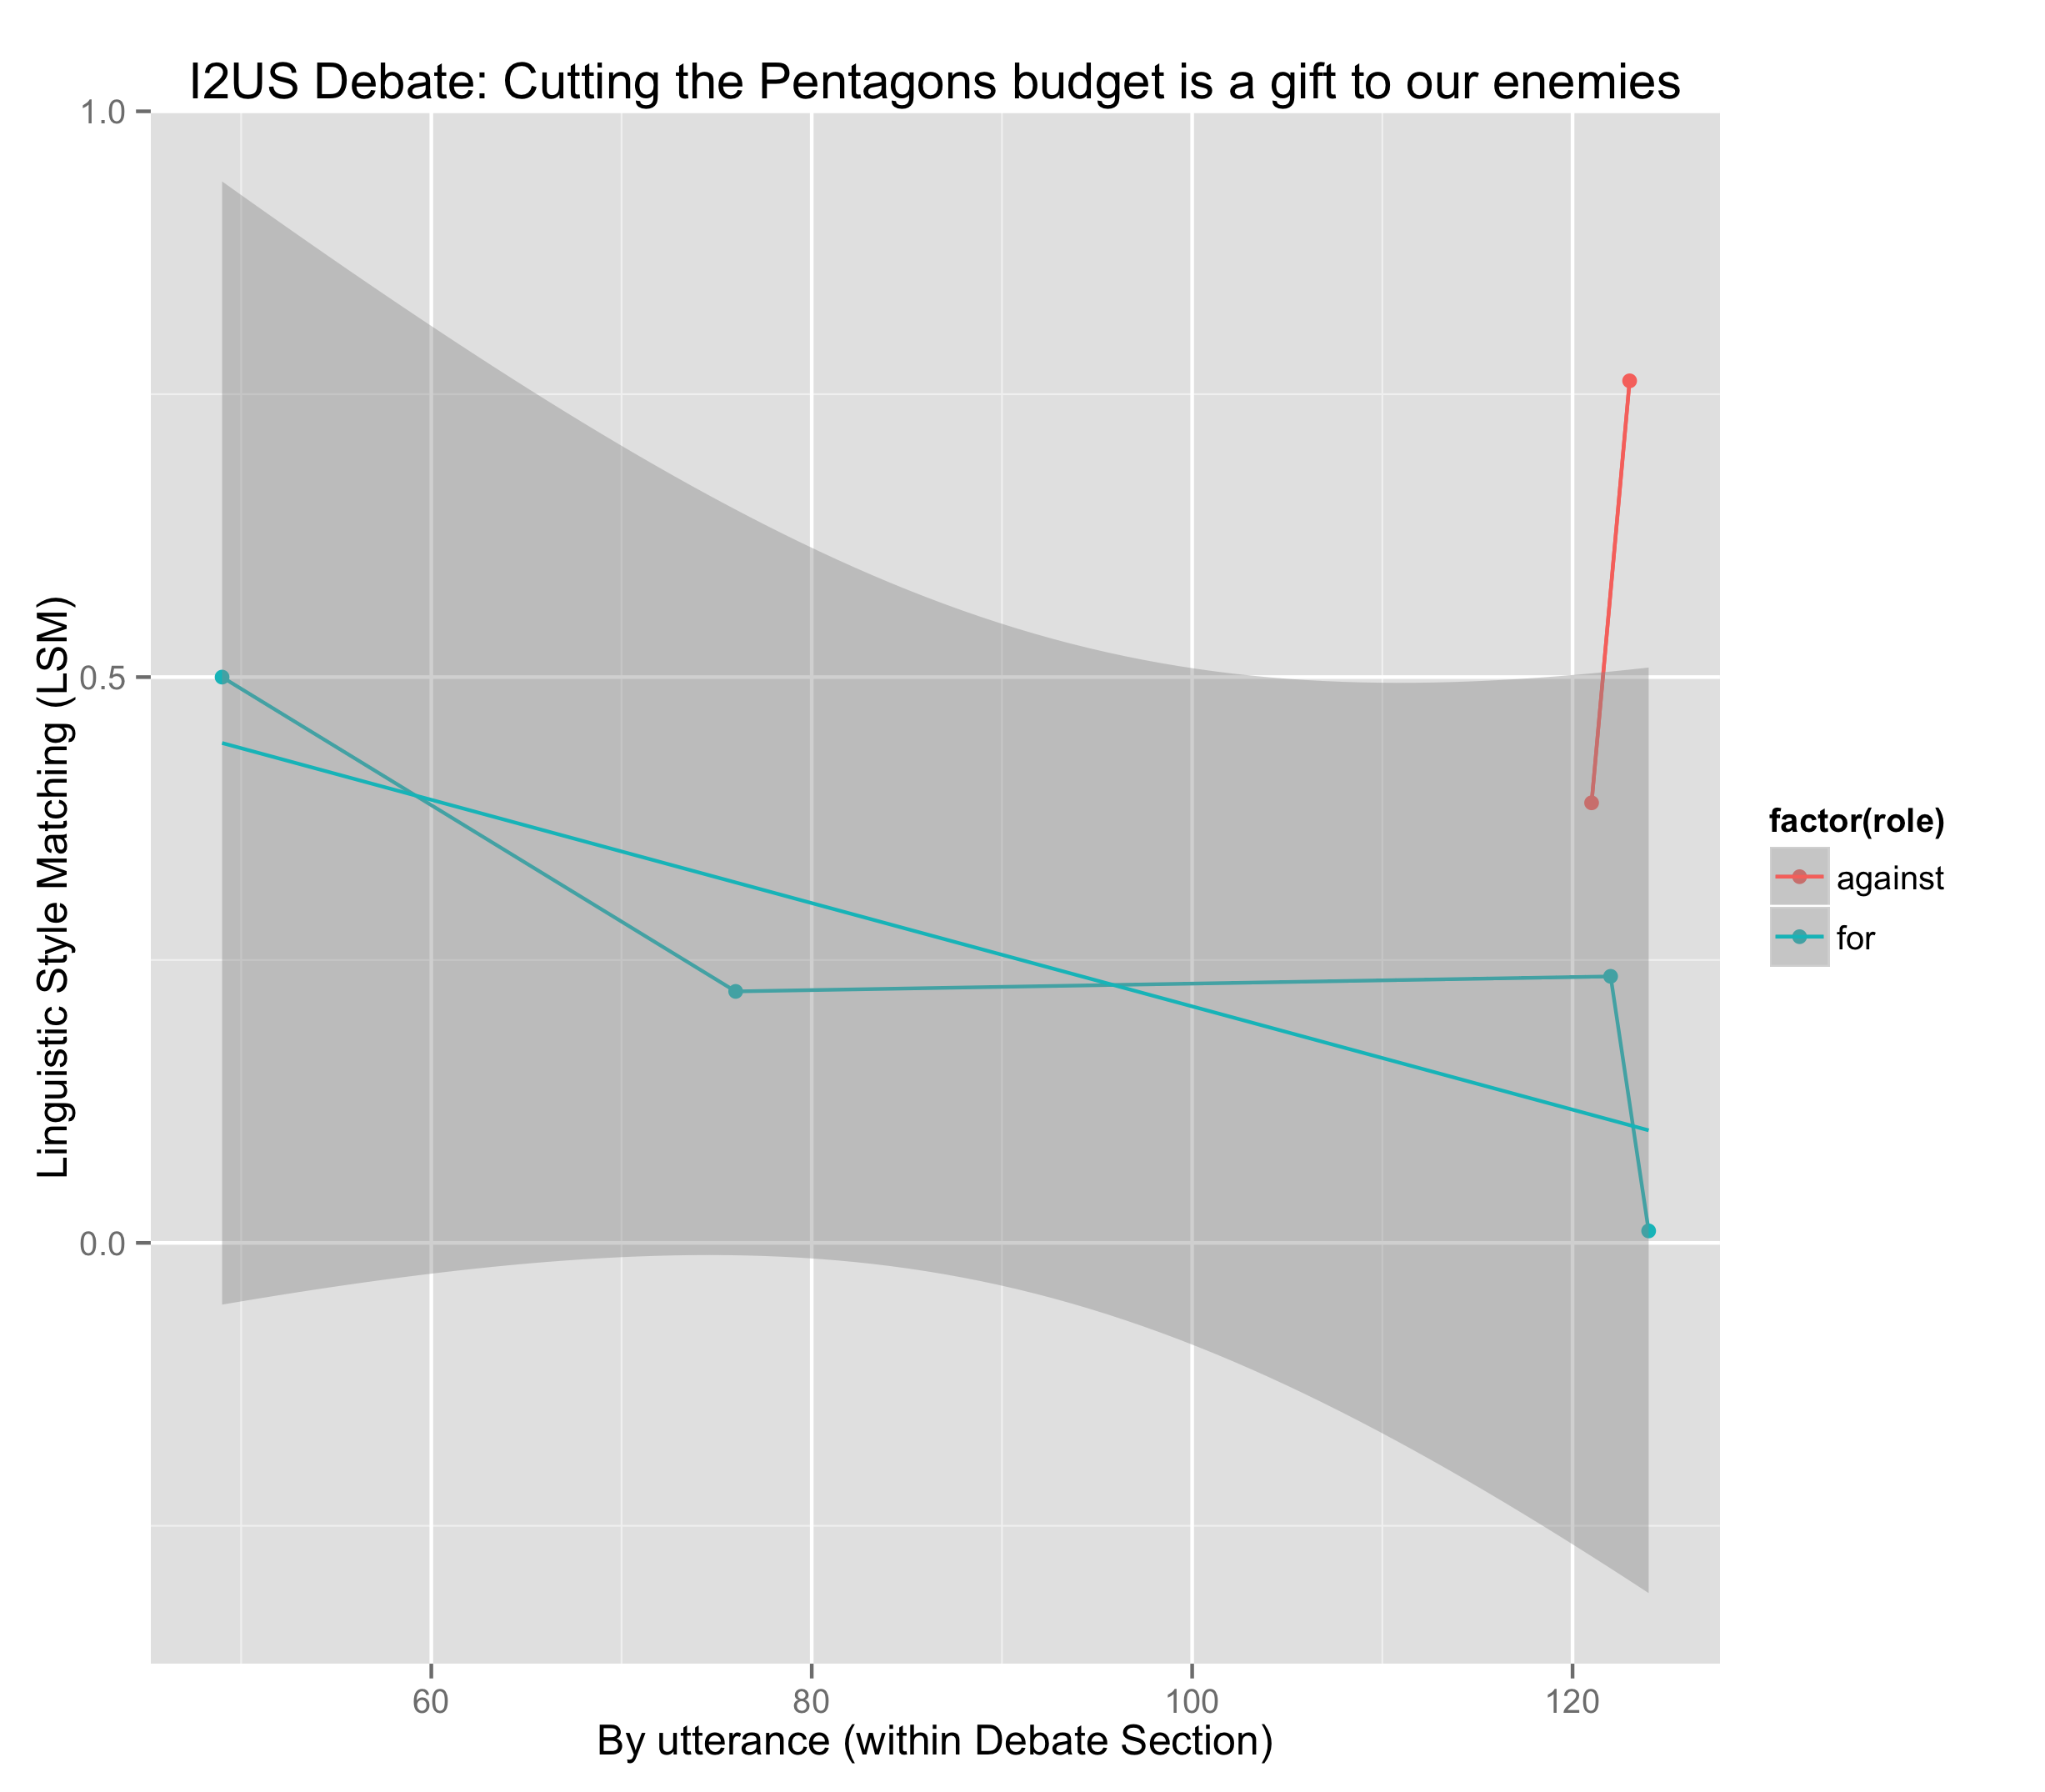 I2US Debate: Cutting the Pentagons budget is a gift to our enemies
1.0
0.5
0.0
Linguistic Style Matching (LSM)
60
80
100
120
By utterance (within Debate Section)
factor(role)
against
for